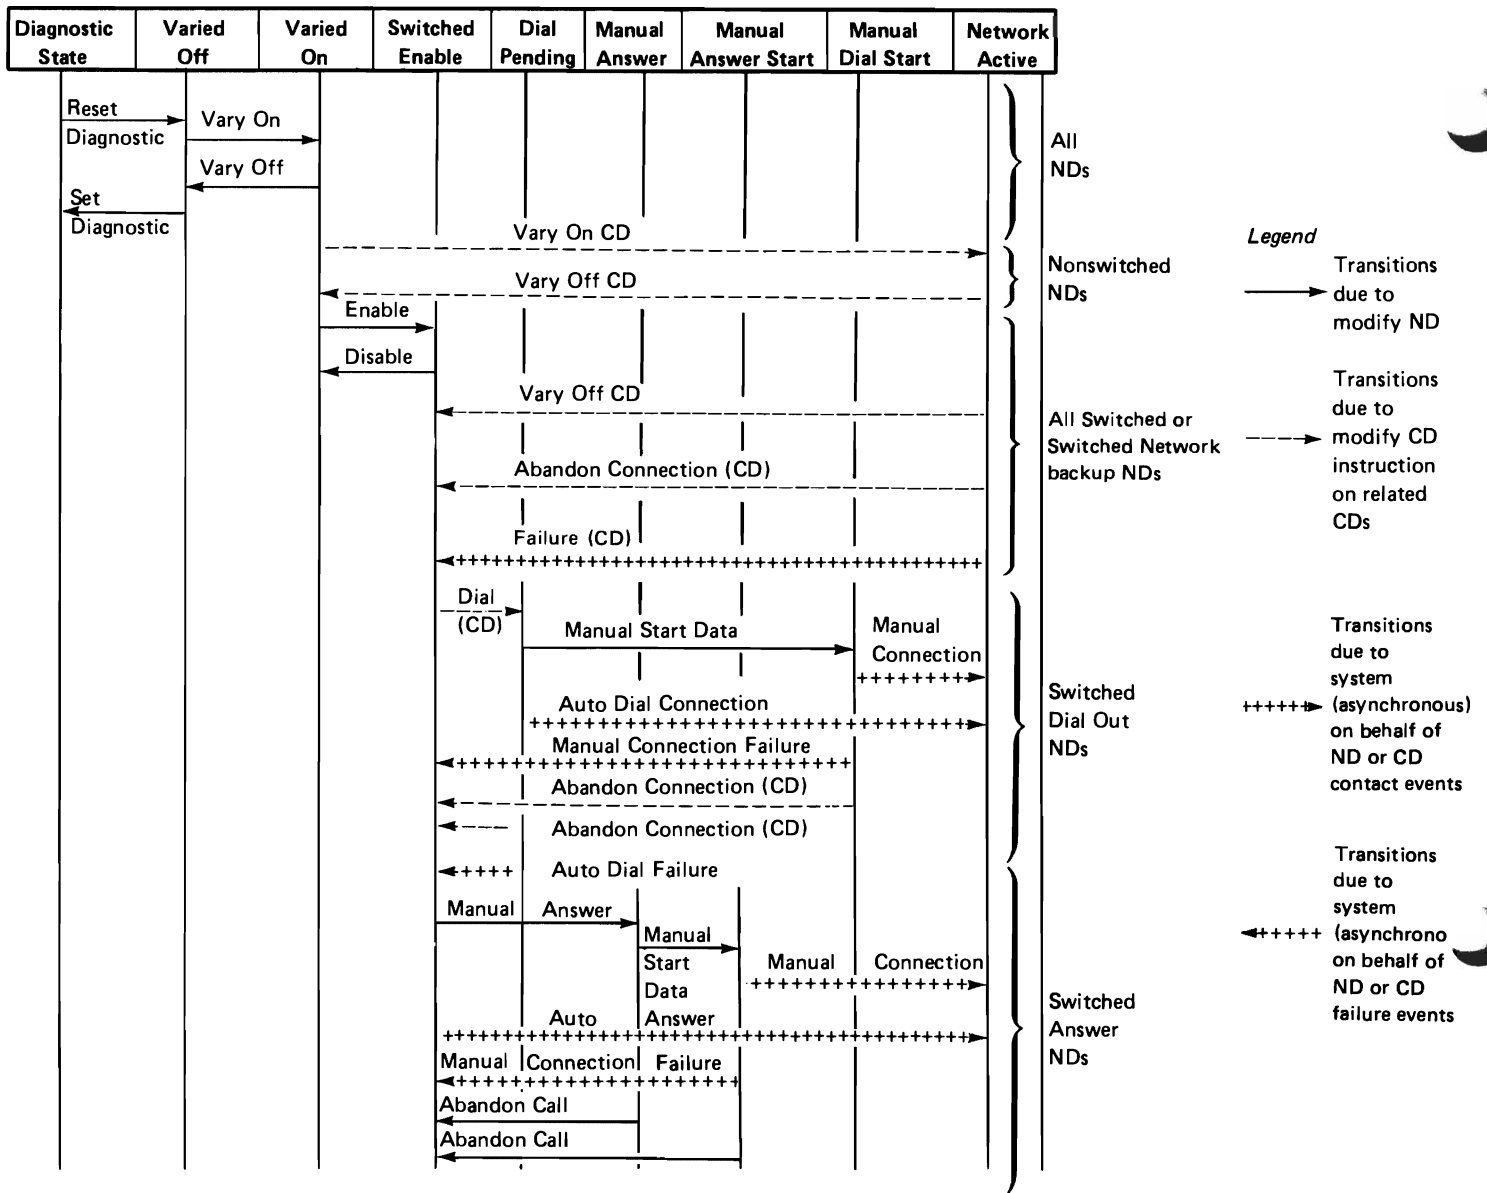 Diagnostic State
Varied Off
Varied On
Switched Enable
Dial Pending
Manual Answer
Manual Answer Start
Manual Dial Start
Network Active
Reset
Diagnostic
Vary On
Vary Off
Set
Diagnostic
Vary On CD
Vary Off CD
Enable
Disable
Vary Off CD
Abandon Connection (CD)
Failure (CD)
Dial
(CD)
Manual Start Data
Manual
Connection
Auto Dial Connection
Manual Connection Failure
Abandon Connection (CD)
Abandon Connection (CD)
Auto Dial Failure
Manual Answer
Manual
Start
Data
Manual Connection
Auto Answer
Manual Connection Failure
Abandon Call
Abandon Call
All
NDs
Nonswitched
NDs
All Switched or
Switched Network
backup NDs
Switched
Dial Out
NDs
Switched
Answer
NDs
Legend
Transitions
due to
modify ND
Transitions
due to
modify CD
instruction
on related
CDs
Transitions
due to
system
(asynchronous)
on behalf of
ND or CD
contact events
Transitions
due to
system
(asynchrono
on behalf of
ND or CD
failure events